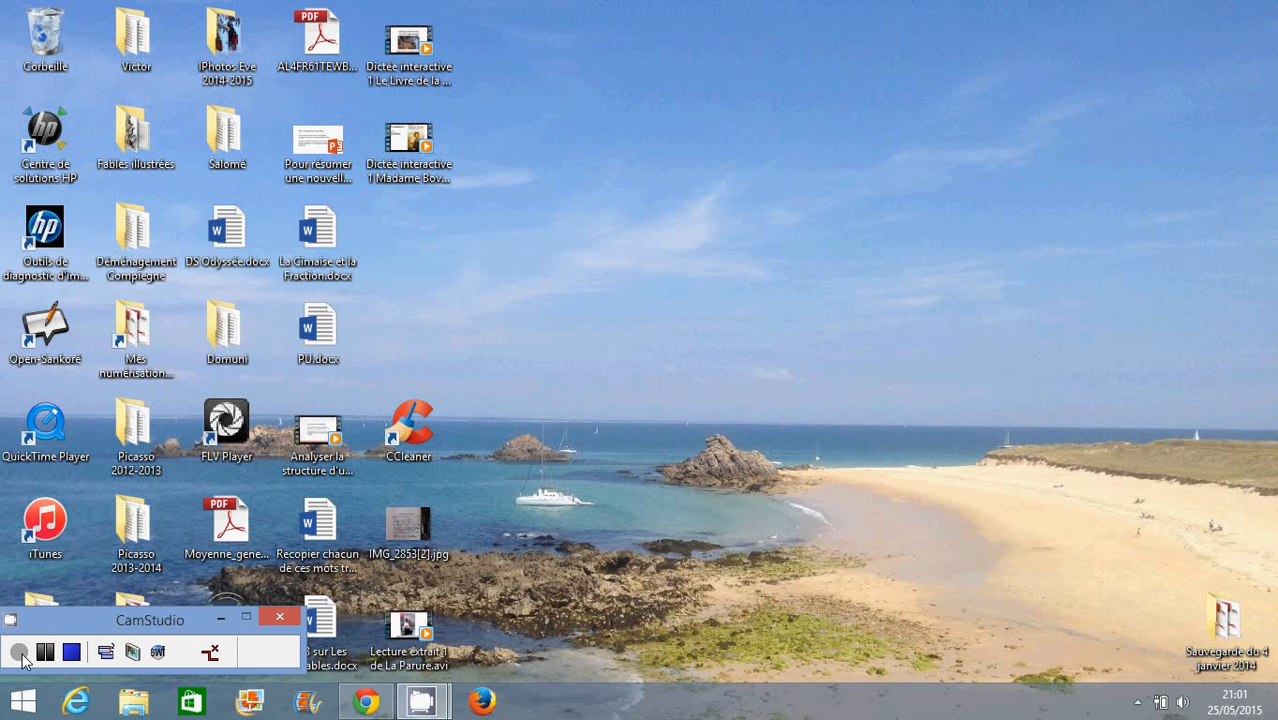 Corbeille
Victor
IPhotos Eve
2014-2015
PDF
AL4FR61TEWB...
Dictée interactive
1 Le Livre de la ...
hp
Centre de
solutions HP
Fables illustrées
Salomé
Pour résumer
une nouvell...
Dictée interactive
1 Madame Bov...
hp
Outils de
diagnostic d'im...
Déménagement
Compiègne
W
DS Odyssée.docx
W
La Cimaise et la
Fraction.docx
Open-Sankoré
Mes
numérisation...
Domuni
W
PU.docx
QuickTime Player
Picasso
2012-2013
FLV Player
Analyser la
structure d'u...
CCleaner
iTunes
Picasso
2013-2014
PDF
Moyenne_gene...
W
Recopier chacun
de ces mots tr...
IMG_2853[2].jpg
CamStudio
sur Les
ables.docx
Lecture extrait 1
de La Parure.avi
Sauvegarde du 4
janvier 2014
21:01
25/05/2015